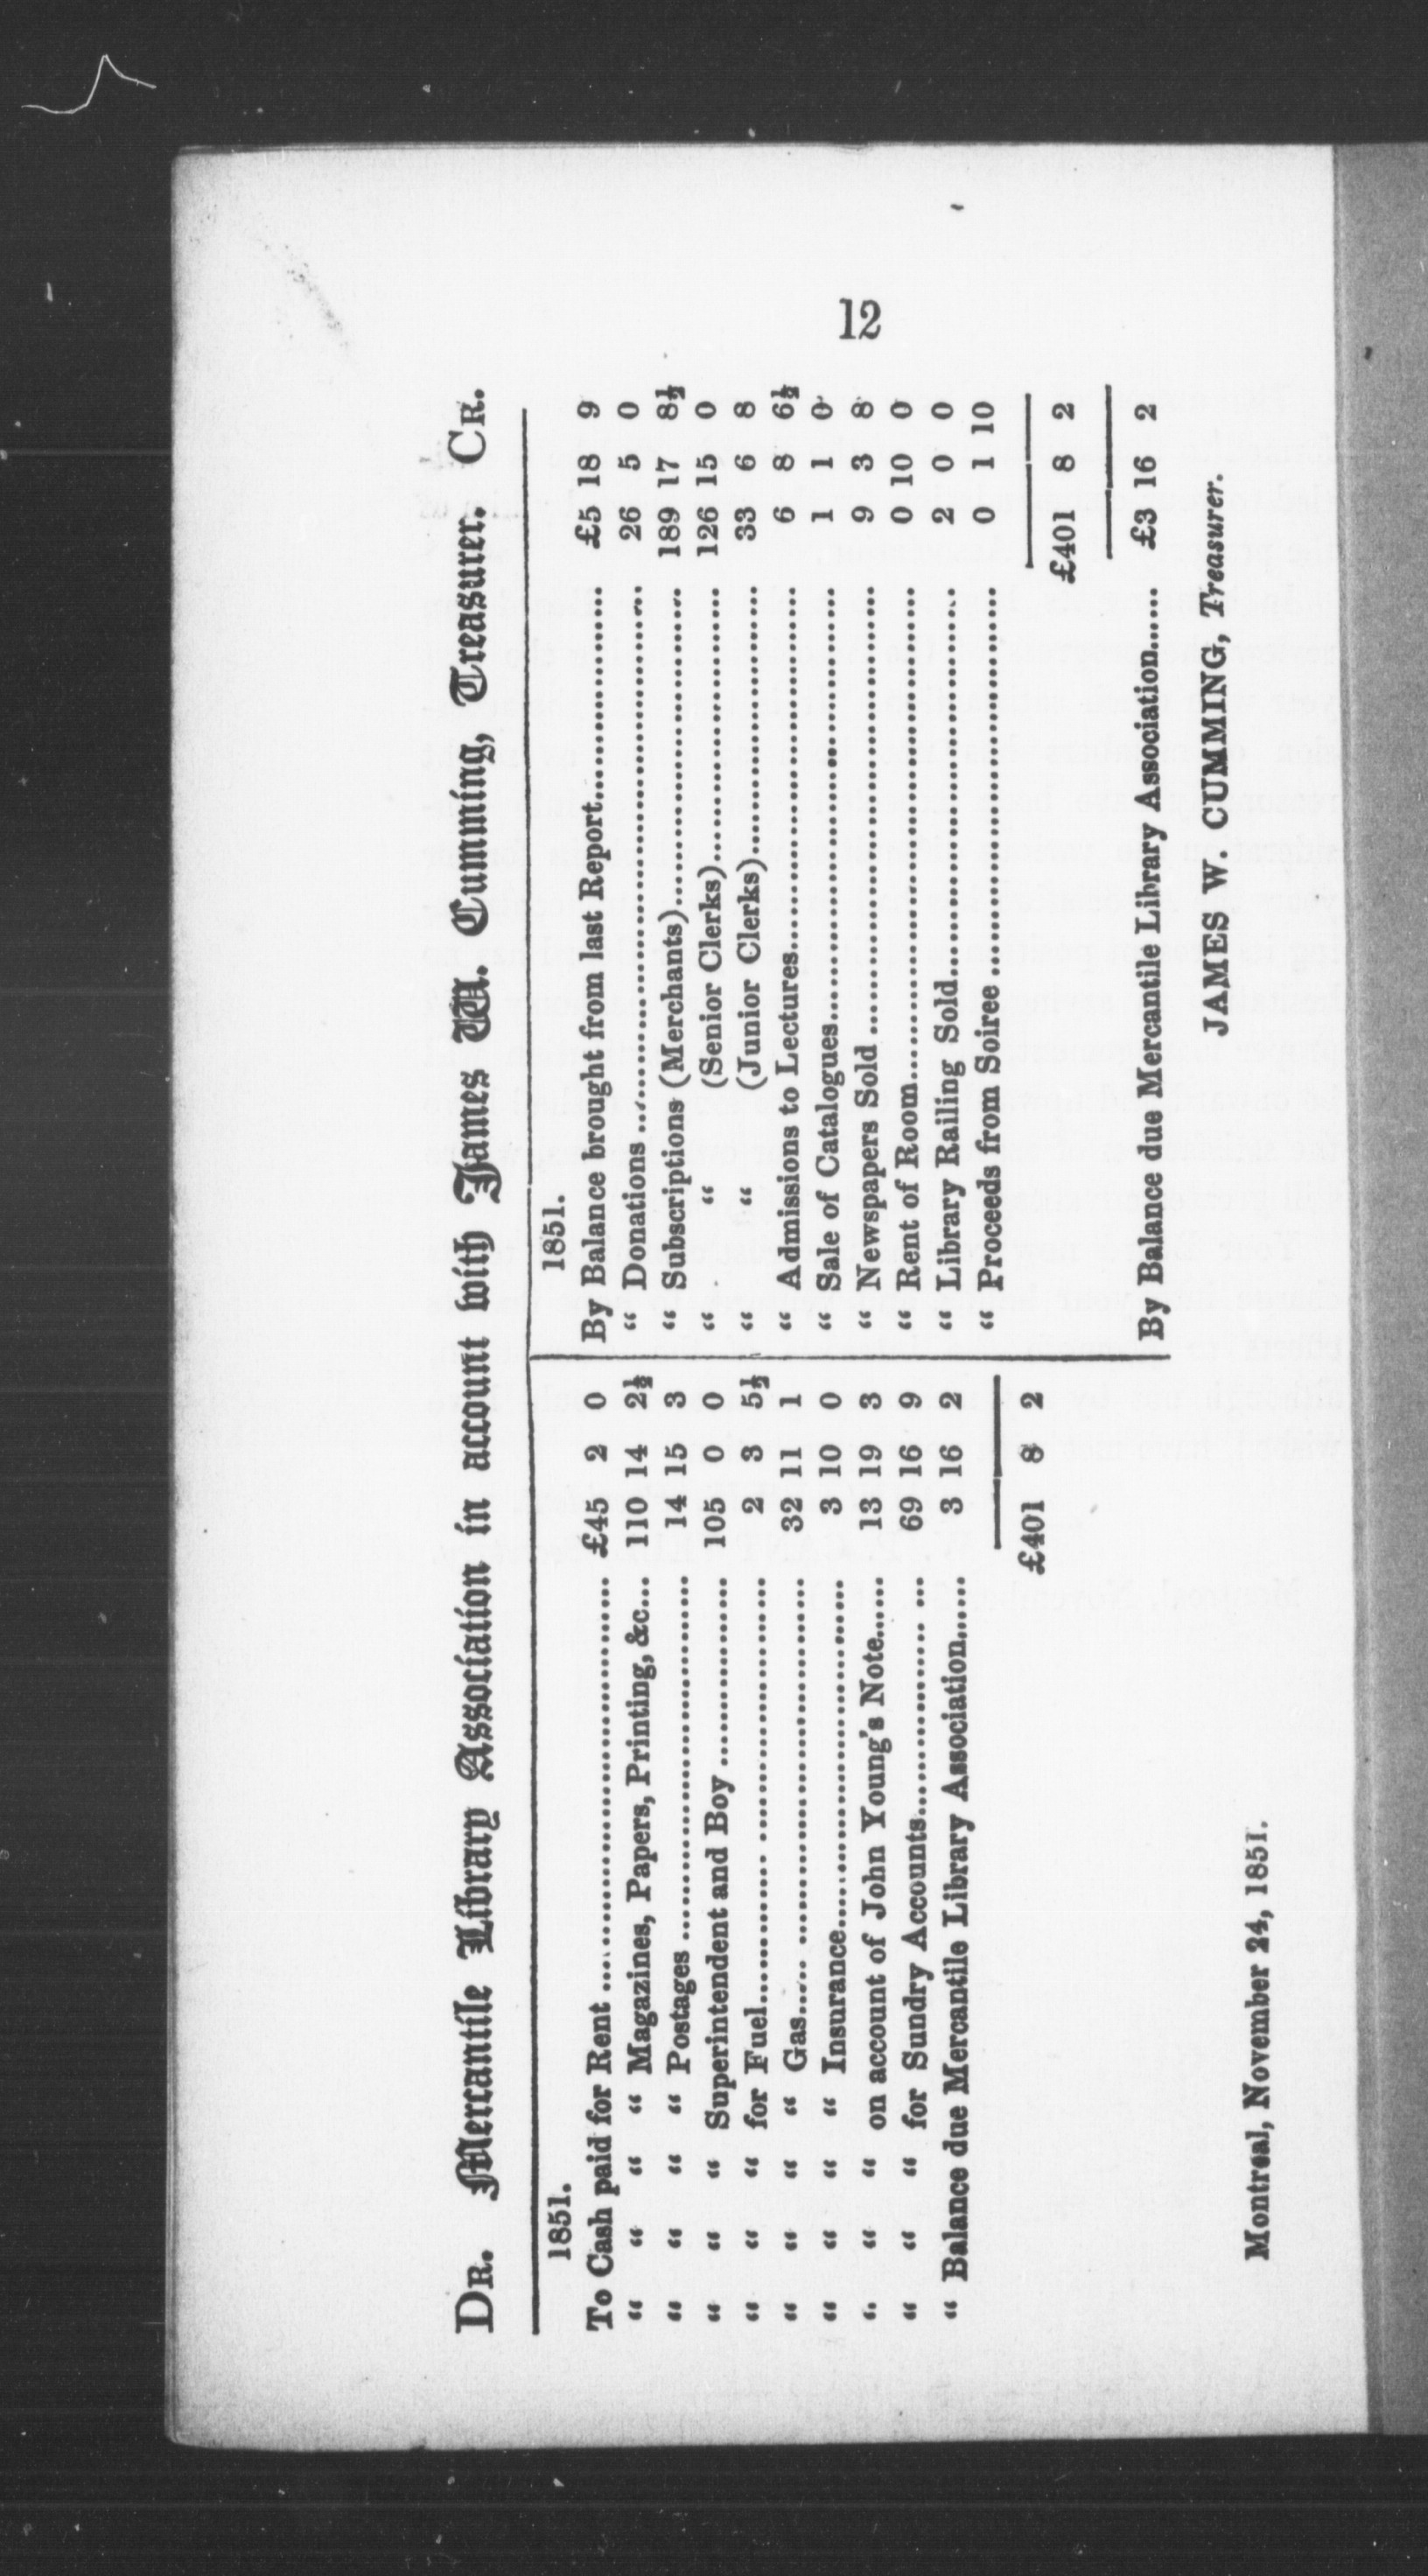 12
DR. Mercantile Library Association in account with James W. Cumming, Treasurer. CR.
1851.
To Cash paid for Rent ........ £45 2 0
“ “ “ “ Magazines, Papers, Printing, &c.... 110 14 2½
“ “ “ “ Postages ........ 14 15 3
“ “ “ Superintendent and Boy ........ 105 0 0
“ “ “ for Fuel ........ 2 3 5½
“ “ “ “ Gas ........ 32 11 1
“ “ “ “ Insurance ........ 3 10 0
“ “ “ on account of John Young's Note ...... 13 19 3
“ “ “ for Sundry Accounts ........ 69 16 9
“ Balance due Mercantile Library Association ...... 3 16 2
£401 8 2
1851.
By Balance brought from last Report ........ £5 18 9
“ Donations ........ 26 5 0
“ Subscriptions (Merchants) ........ 189 17 8½
“ “ (Senior Clerks) ........ 126 15 0
“ “ (Junior Clerks) ........ 33 6 8
“ Admissions to Lectures ........ 6 8 6½
“ Sale of Catalogues ........ 1 1 0
“ Newspapers Sold ........ 9 3 8
“ Rent of Room ........ 0 10 0
“ Library Railing Sold ........ 2 0 0
“ Proceeds from Soiree ........ 0 1 10
£401 8 2
By Balance due Mercantile Library Association ...... £3 16 2
JAMES W. CUMMING, Treasurer.
Montreal, November 24, 1851.